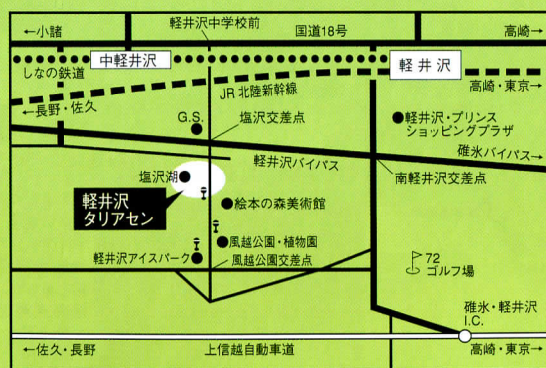 ←小諸
軽井沢中学校前
国道18号
高崎→
中軽井沢
軽井沢
しなの鉄道
高崎・東京→
JR 北陸新幹線
←長野・佐久
G.S.
塩沢交差点
軽井沢・プリンス
ショッピングプラザ
軽井沢バイパス
碓氷バイパス→
塩沢湖
南軽井沢交差点
軽井沢
タリアセン
絵本の森美術館
風越公園・植物園
軽井沢アイスパーク
風越公園交差点
72
ゴルフ場
碓氷・軽井沢
I.C.
←佐久・長野
上信越自動車道
高崎・東京→